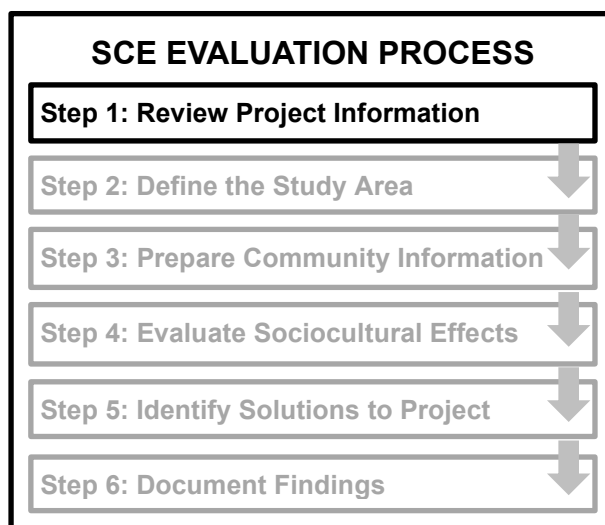 SCE EVALUATION PROCESS
Step 1: Review Project Information
Step 2: Define the Study Area
Step 3: Prepare Community Information
Step 4: Evaluate Sociocultural Effects
Step 5: Identify Solutions to Project
Step 6: Document Findings